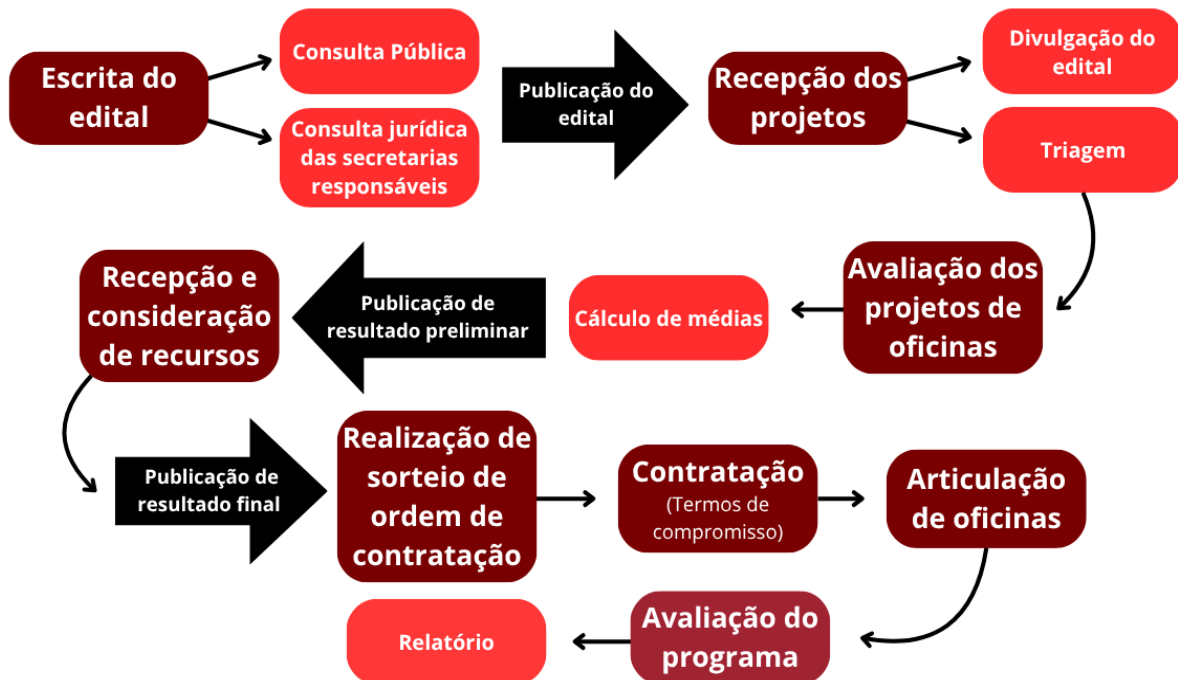 Escrita do
edital
Consulta Pública
Consulta jurídica
das secretarias
responsáveis
Publicação do
edital
Recepção dos
projetos
Divulgação do
edital
Triagem
Avaliação dos
projetos de
oficinas
Cálculo de médias
Publicação de
resultado preliminar
Recepção e
consideração
de recursos
Publicação de
resultado final
Realização de
sorteio de
ordem de
contratação
Contratação
(Termos de
compromisso)
Articulação
de oficinas
Avaliação do
programa
Relatório